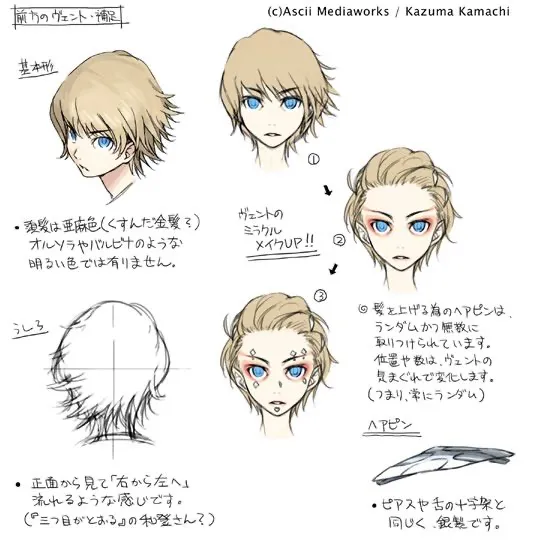 (c)Ascii Mediaworks / Kazuma Kamachi
前方のヴェント・補足
基本形
①
・頭髪は亜麻色(くすんだ金髪?)
オルソラやバルビナのような
明るい色では有りません。
ヴェントの
ミラクル
メイクUP!!
②
③
うしろ
◎髪を上げる為のヘアピンは、
ランダムかつ無数に
取りつけられています。
位置や数は、ヴェントの
気まぐれで変化します。
(つまり、常にランダム)
ヘアピン
・正面から見て「右から左へ」
流れるような感じです。
(『三つ目がとおる』の和登さん?)
・ピアスや舌の十字架と
同じく、銀製です。